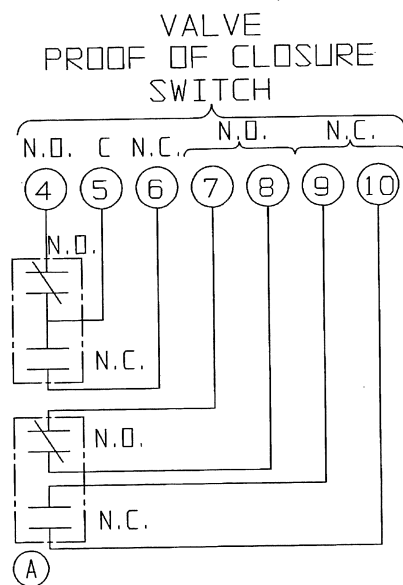 VALVE
PROOF OF CLOSURE
SWITCH
N.O. C N.C. N.O. N.C.
4 5 6 7 8 9 10
N.O.
N.C.
N.O.
N.C.
A